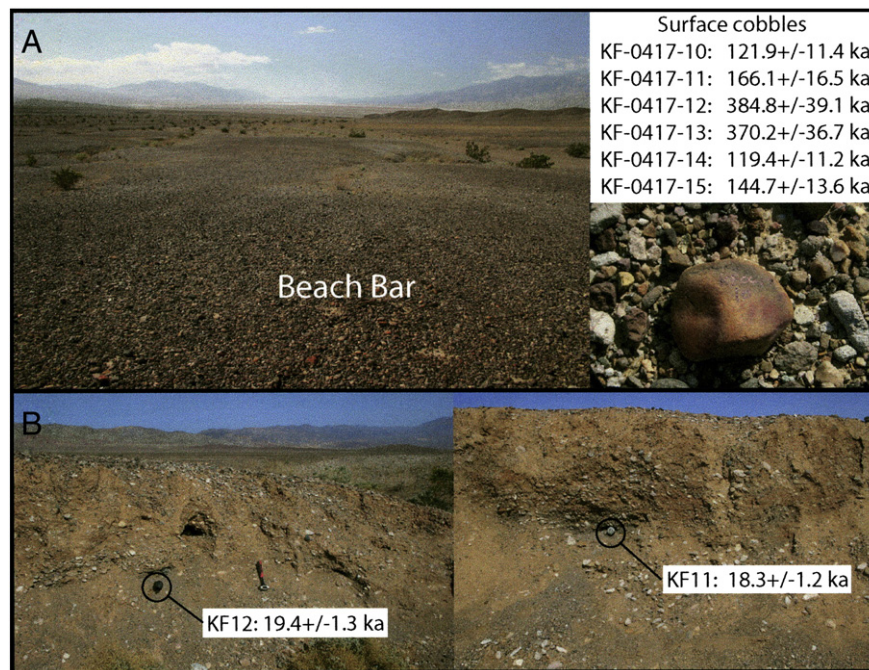 A
Surface cobbles
KF-0417-10: 121.9+/-11.4 ka
KF-0417-11: 166.1+/-16.5 ka
KF-0417-12: 384.8+/-39.1 ka
KF-0417-13: 370.2+/-36.7 ka
KF-0417-14: 119.4+/-11.2 ka
KF-0417-15: 144.7+/-13.6 ka
Beach Bar
B
KF12: 19.4+/-1.3 ka
KF11: 18.3+/-1.2 ka